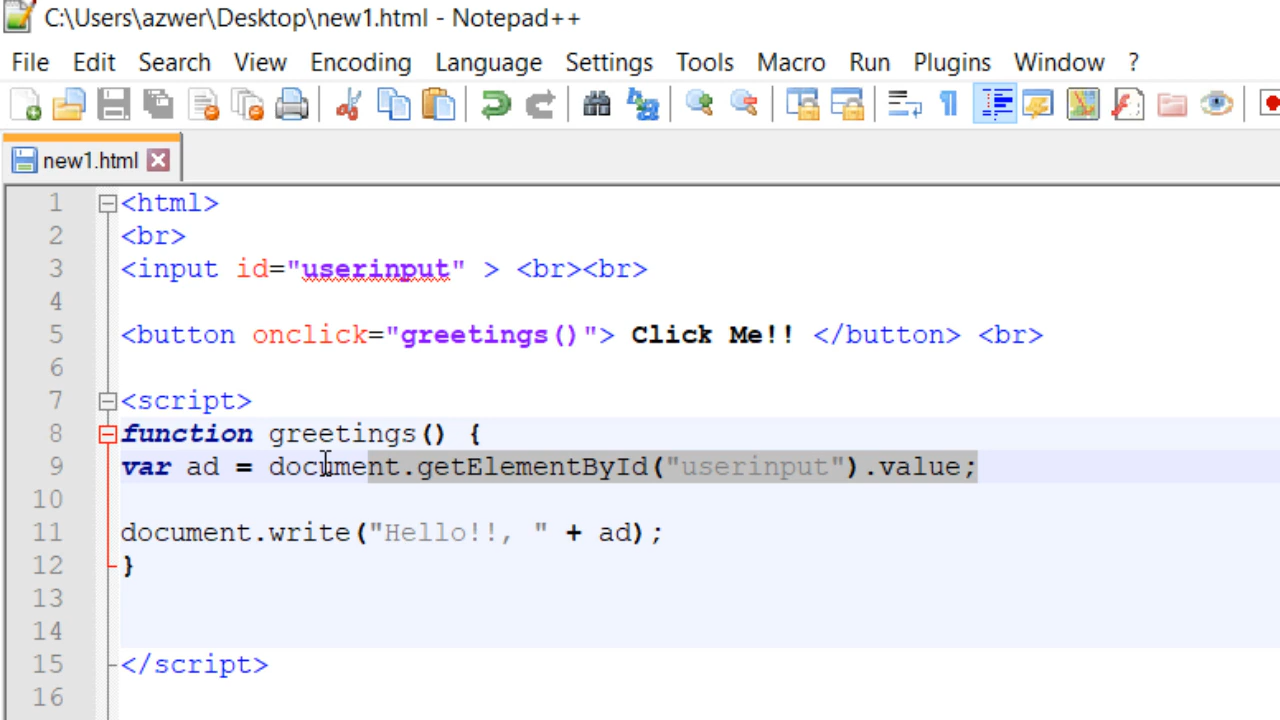 C:\Users\azwer\Desktop\new1.html - Notepad++
File Edit Search View Encoding Language Settings Tools Macro Run Plugins Window ?
new1.html
1 <html>
2 <br>
3 <input id="userinput" > <br><br>
4
5 <button onclick="greetings()"> Click Me!! </button> <br>
6
7 <script>
8 function greetings() {
9 var ad = document.getElementById("userinput").value;
10
11 document.write("Hello!!, " + ad);
12 }
13
14
15 </script>
16